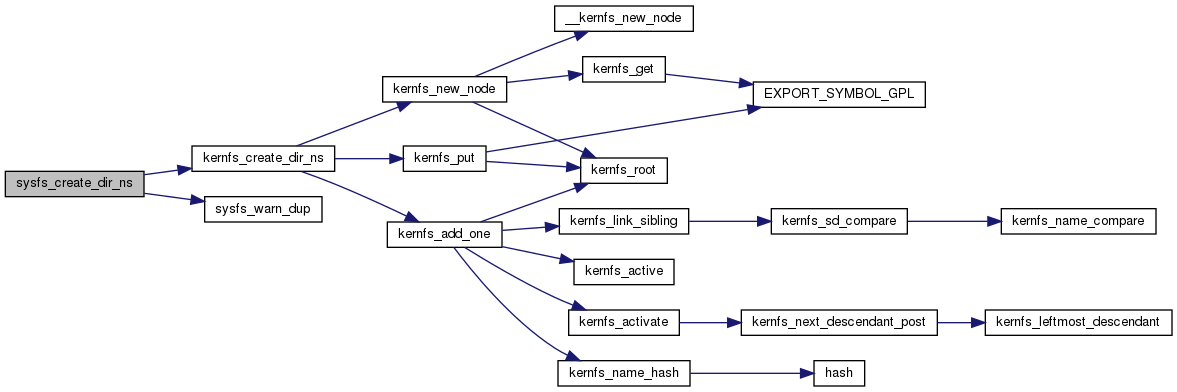 __kernfs_new_node
kernfs_get
kernfs_new_node
EXPORT_SYMBOL_GPL
kernfs_create_dir_ns
kernfs_put
kernfs_root
sysfs_create_dir_ns
sysfs_warn_dup
kernfs_add_one
kernfs_link_sibling
kernfs_sd_compare
kernfs_name_compare
kernfs_active
kernfs_activate
kernfs_next_descendant_post
kernfs_leftmost_descendant
kernfs_name_hash
hash